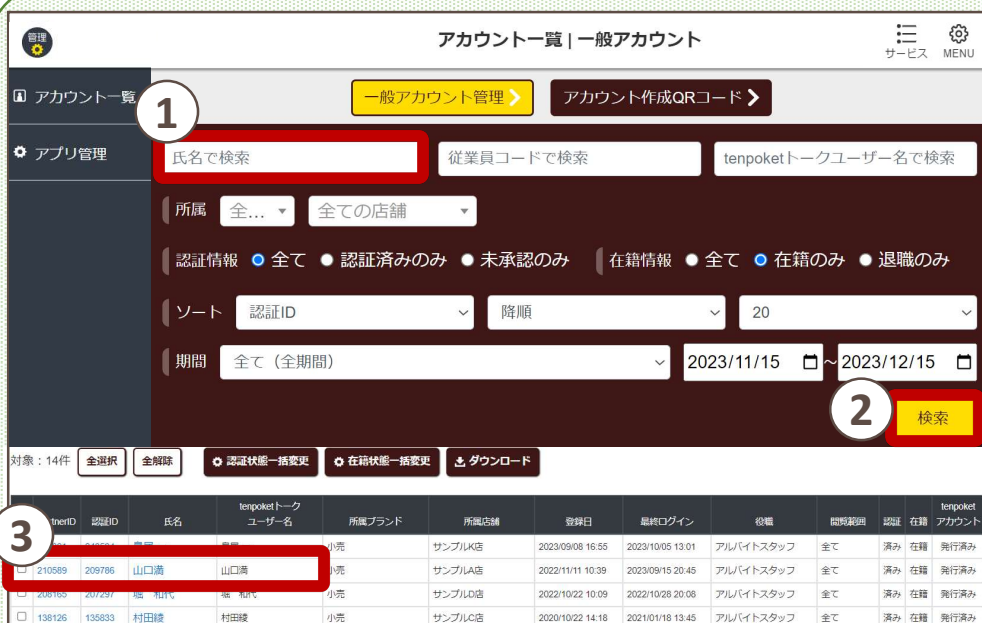 管理
アカウント一覧 | 一般アカウント
サービス
MENU
アカウント一覧
アプリ管理
一般アカウント管理
アカウント作成QRコード
1
氏名で検索
従業員コードで検索
tenpoketトークユーザー名で検索
所属 全... 全ての店舗
認証情報 全て 認証済みのみ 未承認のみ 在籍情報 全て 在籍のみ 退職のみ
ソート 認証ID 降順 20
期間 全て（全期間） 2023/11/15 ～ 2023/12/15
2
検索
対象：14件 全選択 全解除 認証状態一括変更 在籍状態一括変更 ダウンロード
3
tnerID 認証ID 氏名 tenpoketトークユーザー名 所属ブランド 所属店舗 登録日 最終ログイン 役職 閲覧範囲 認証 在籍 tenpoketアカウント
小売 サンプルK店 2023/09/08 16:55 2023/10/05 13:01 アルバイトスタッフ 全て 済み 在籍 発行済み
210589 209786 山口満 山口満 小売 サンプルA店 2022/11/11 10:39 2023/09/15 20:45 アルバイトスタッフ 全て 済み 在籍 発行済み
208165 207297 堀 和代 堀 和代 小売 サンプルD店 2022/10/22 10:09 2022/10/28 20:08 アルバイトスタッフ 全て 済み 在籍 発行済み
138126 135833 村田綾 村田綾 小売 サンプルC店 2020/10/22 14:18 2021/01/18 13:45 アルバイトスタッフ 全て 済み 在籍 発行済み